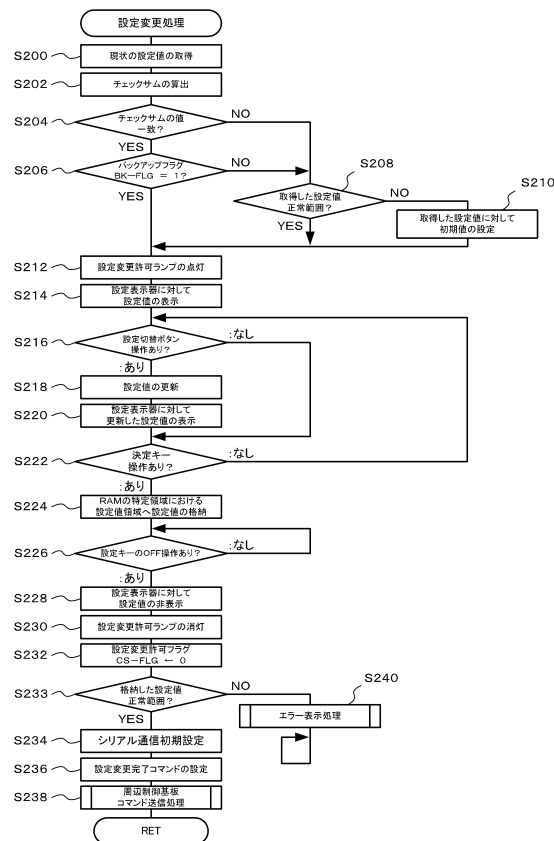 設定変更処理
S200
現状の設定値の取得
S202
チェックサムの算出
S204
チェックサムの値
一致？
NO
YES
S206
バックアップフラグ
BK－FLG ＝ 1？
NO
YES
S208
取得した設定値
正常範囲？
NO
YES
S210
取得した設定値に対して
初期値の設定
S212
設定変更許可ランプの点灯
S214
設定表示器に対して
設定値の表示
S216
設定切替ボタン
操作あり？
:なし
:あり
S218
設定値の更新
S220
設定表示器に対して
更新した設定値の表示
S222
決定キー
操作あり？
:なし
:あり
S224
RAMの特定領域における
設定値領域へ設定値の格納
S226
設定キーのOFF操作あり？
:なし
:あり
S228
設定表示器に対して
設定値の非表示
S230
設定変更許可ランプの消灯
S232
設定変更許可フラグ
CS－FLG ← 0
S233
格納した設定値
正常範囲？
NO
YES
S240
エラー表示処理
S234
シリアル通信初期設定
S236
設定変更完了コマンドの設定
S238
周辺制御基板
コマンド送信処理
RET